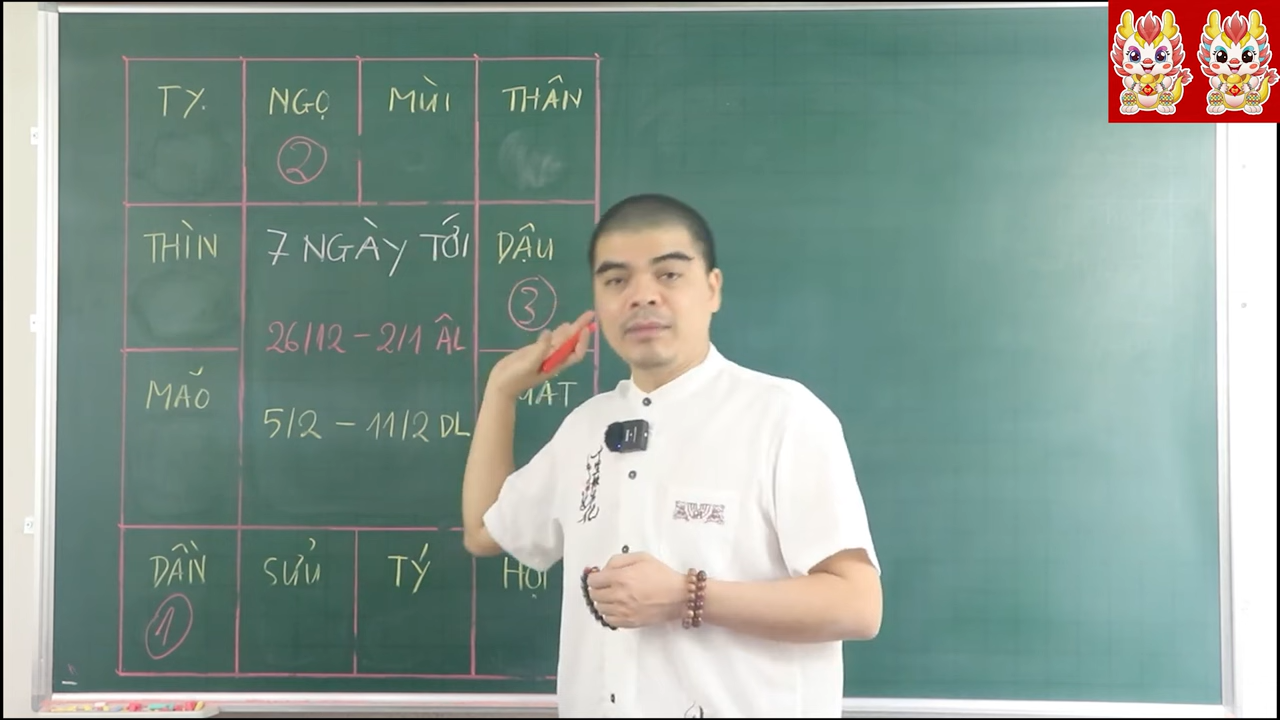 TỴ
NGỌ
MÙI
THÂN
2
THÌN
7 NGÀY TỚI
DẬU
3
26/12 - 2/1 ÂL
MÃO
5/2 - 11/2 DL
DẦN
SỬU
TÝ
HỢI
1